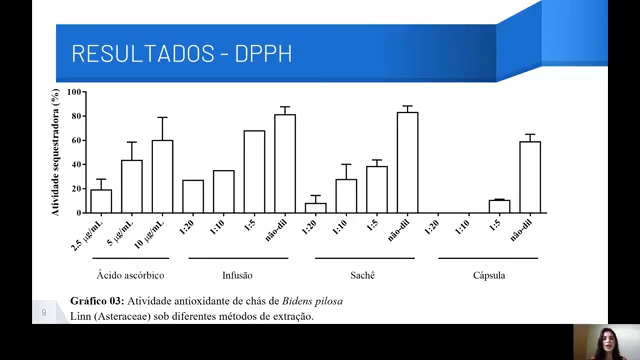 RESULTADOS - DPPH
Atividade sequestradora (%)
100
80
60
40
20
0
2.5 µg/mL
5 µg/mL
10 µg/mL
1:20
1:10
1:5
não-dil
1:20
1:10
1:5
não-dil
1:20
1:10
1:5
não-dil
Ácido ascórbico
Infusão
Sachê
Cápsula
Gráfico 03: Atividade antioxidante de chás de Bidens pilosa
Linn (Asteraceae) sob diferentes métodos de extração.
9